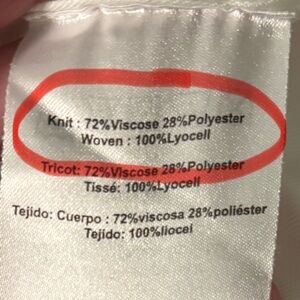 Knit : 72%Viscose 28%Polyester
Woven : 100%Lyocell
Tricot: 72%Viscose 28%Polyester
Tissé: 100%Lyocell
Tejido: Cuerpo : 72%viscosa 28%poliéster
Tejido: 100%liocel